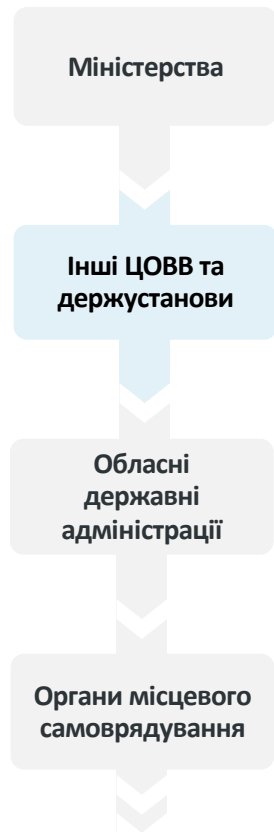 Міністерства
Інші ЦОВВ та
держустанови
Обласні
державні
адміністрації
Органи місцевого
самоврядування